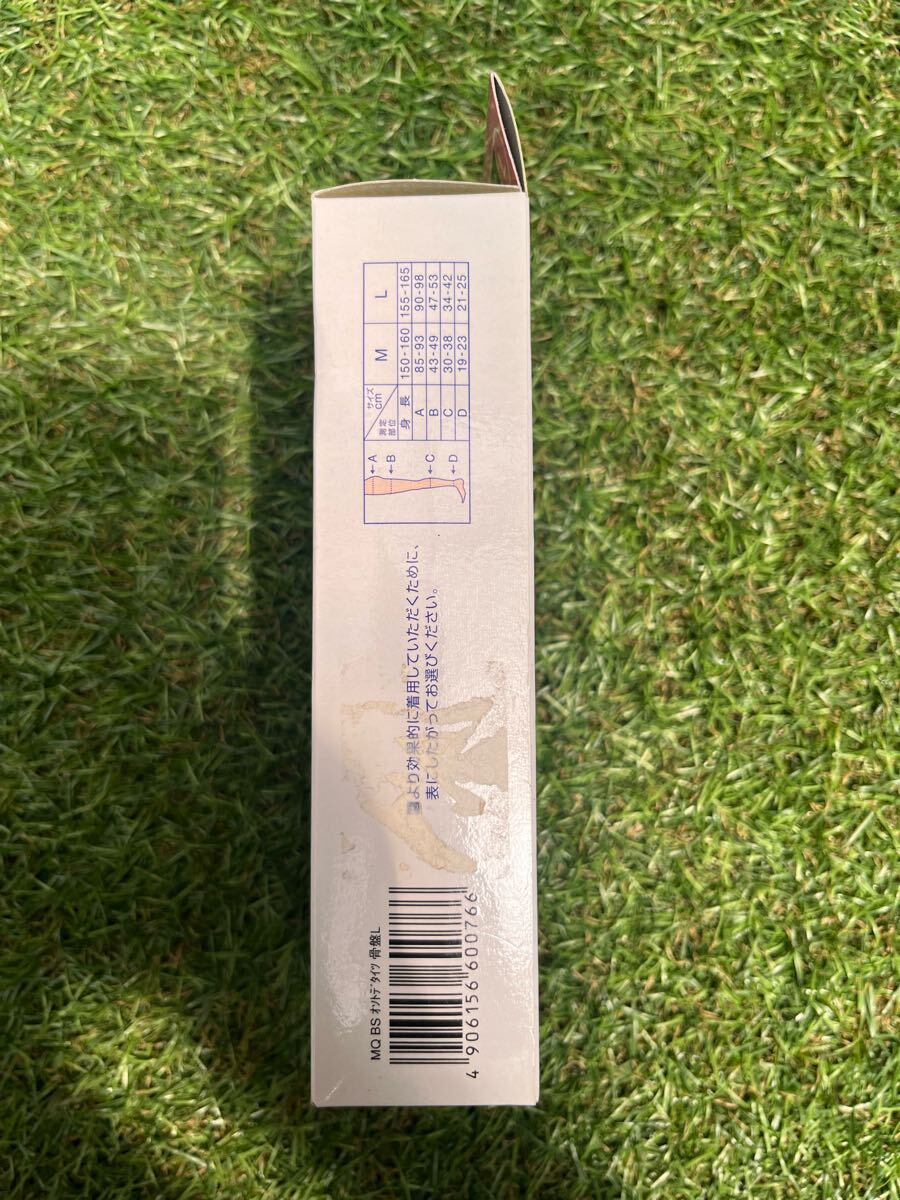 ←A
←B
←C
←D
サイズ
cm
測定
部位
M
L
身長 150-160 155-165
A 85-93 90-98
B 43-49 47-53
C 30-38 34-42
D 19-23 21-25
より効果的に着用していただくために、
表にしたがってお選びください。
MQ BS ｵｿﾄﾃﾞﾀｲﾂ 骨盤L
4 906156 600766